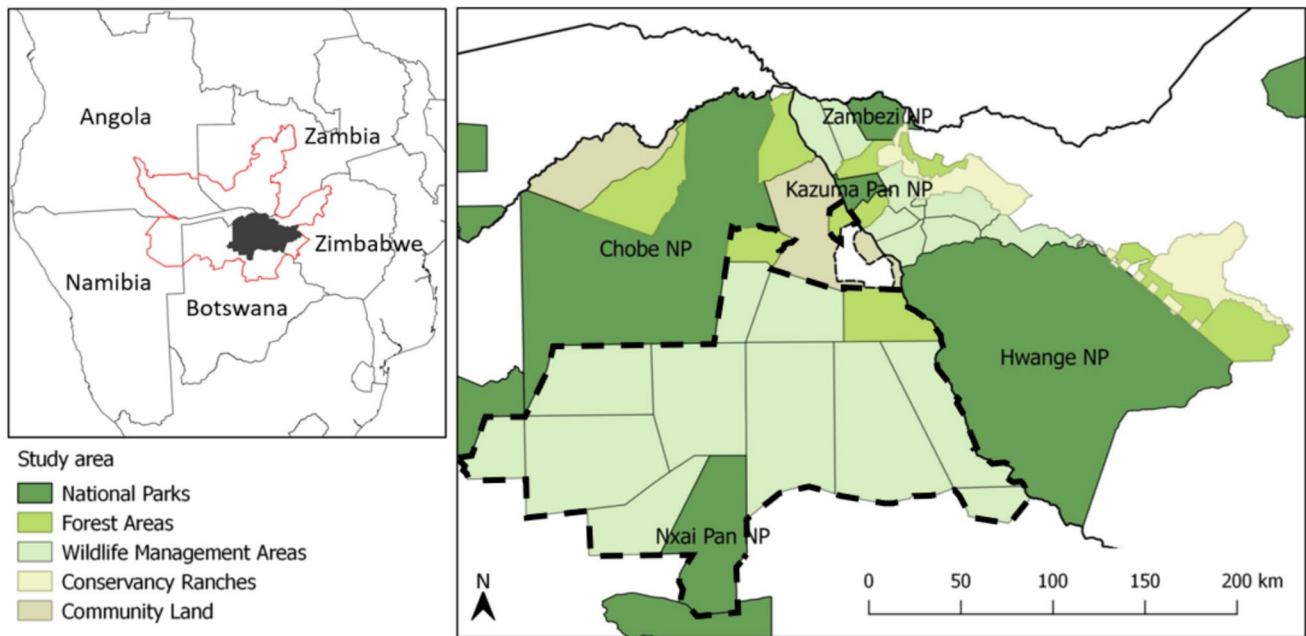 Angola
Zambia
Zimbabwe
Namibia
Botswana
Study area
National Parks
Forest Areas
Wildlife Management Areas
Conservancy Ranches
Community Land
Zambezi NP
Kazuma Pan NP
Chobe NP
Hwange NP
Nxai Pan NP
N
0 50 100 150 200 km